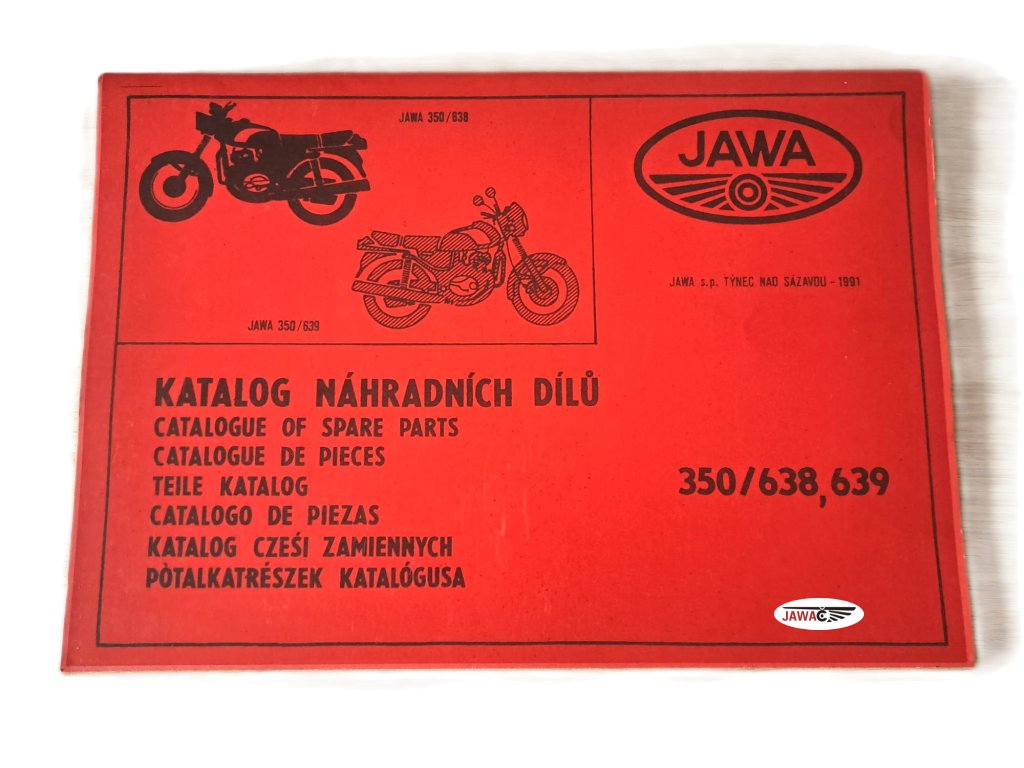 JAWA 350/638
JAWA 350/639
JAWA
JAWA s.p. TÝNEC NAD SÁZAVOU - 1991
KATALOG NÁHRADNÍCH DÍLŮ
CATALOGUE OF SPARE PARTS
CATALOGUE DE PIECES
TEILE KATALOG
CATALOGO DE PIEZAS
KATALOG CZEŚI ZAMIENNYCH
PÒTALKATRÉSZEK KATALÓGUSA
350/638,639
JAWAČ